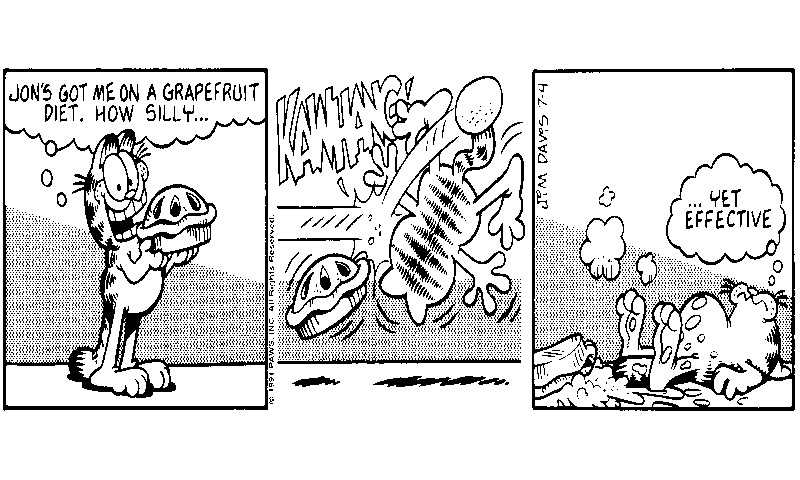 JON'S GOT ME ON A GRAPEFRUIT
DIET. HOW SILLY...
© 1991 PAWS, INC. All Rights Reserved.
KAWHANG!
JIM DAVIS 7-4
... YET
EFFECTIVE